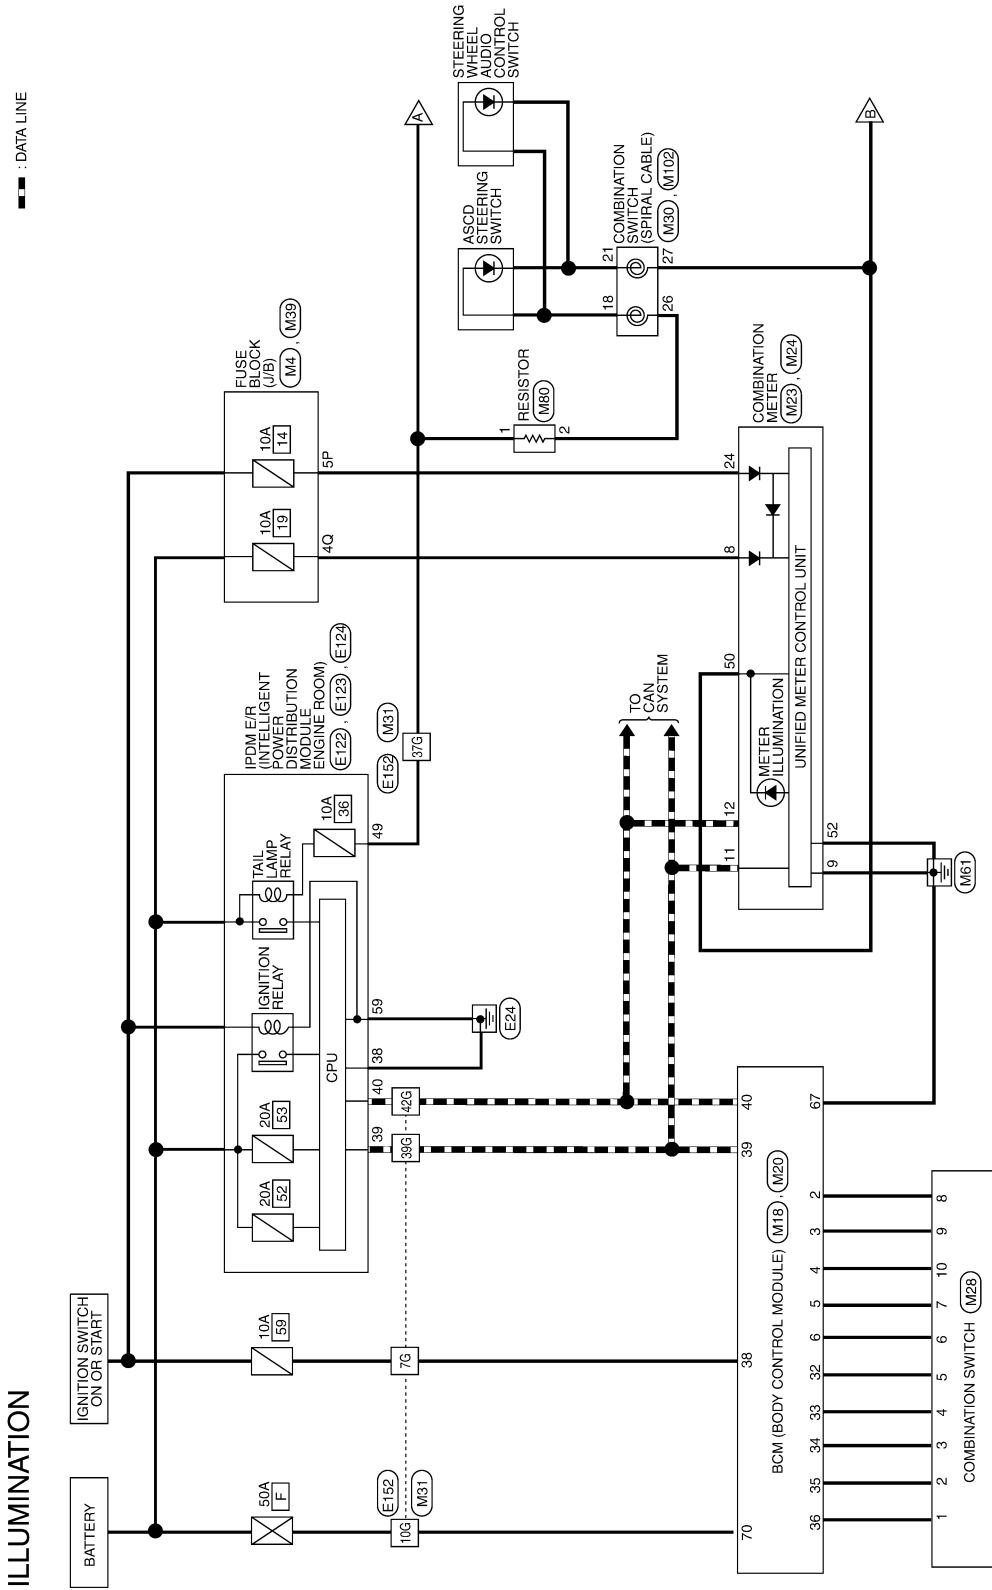 ILLUMINATION
: DATA LINE
BATTERY
IGNITION SWITCH
ON OR START
50A
F
10A
59
E152
M31
10G
7G
20A
52
20A
53
IGNITION
RELAY
TAIL
LAMP
RELAY
10A
36
CPU
IPDM E/R
(INTELLIGENT
POWER
DISTRIBUTION
MODULE
ENGINE ROOM)
E122 , E123 , E124
39
40
38
59
49
39G
42G
E24
E152
M31
37G
10A
19
10A
14
FUSE
BLOCK
(J/B)
M4 , M39
4Q
5P
A
RESISTOR
M80
1
2
ASCD
STEERING
SWITCH
STEERING
WHEEL
AUDIO
CONTROL
SWITCH
18
21
26
27
COMBINATION
SWITCH
(SPIRAL CABLE)
M30 , M102
B
TO
CAN
SYSTEM
11
12
50
8
24
COMBINATION
METER
M23 , M24
METER
ILLUMINATION
UNIFIED METER CONTROL UNIT
9
52
M61
70
38
39
40
BCM (BODY CONTROL MODULE)
M18 , M20
36
35
34
33
32
6
5
4
3
2
67
1
2
3
4
5
6
7
10
9
8
COMBINATION SWITCH
M28